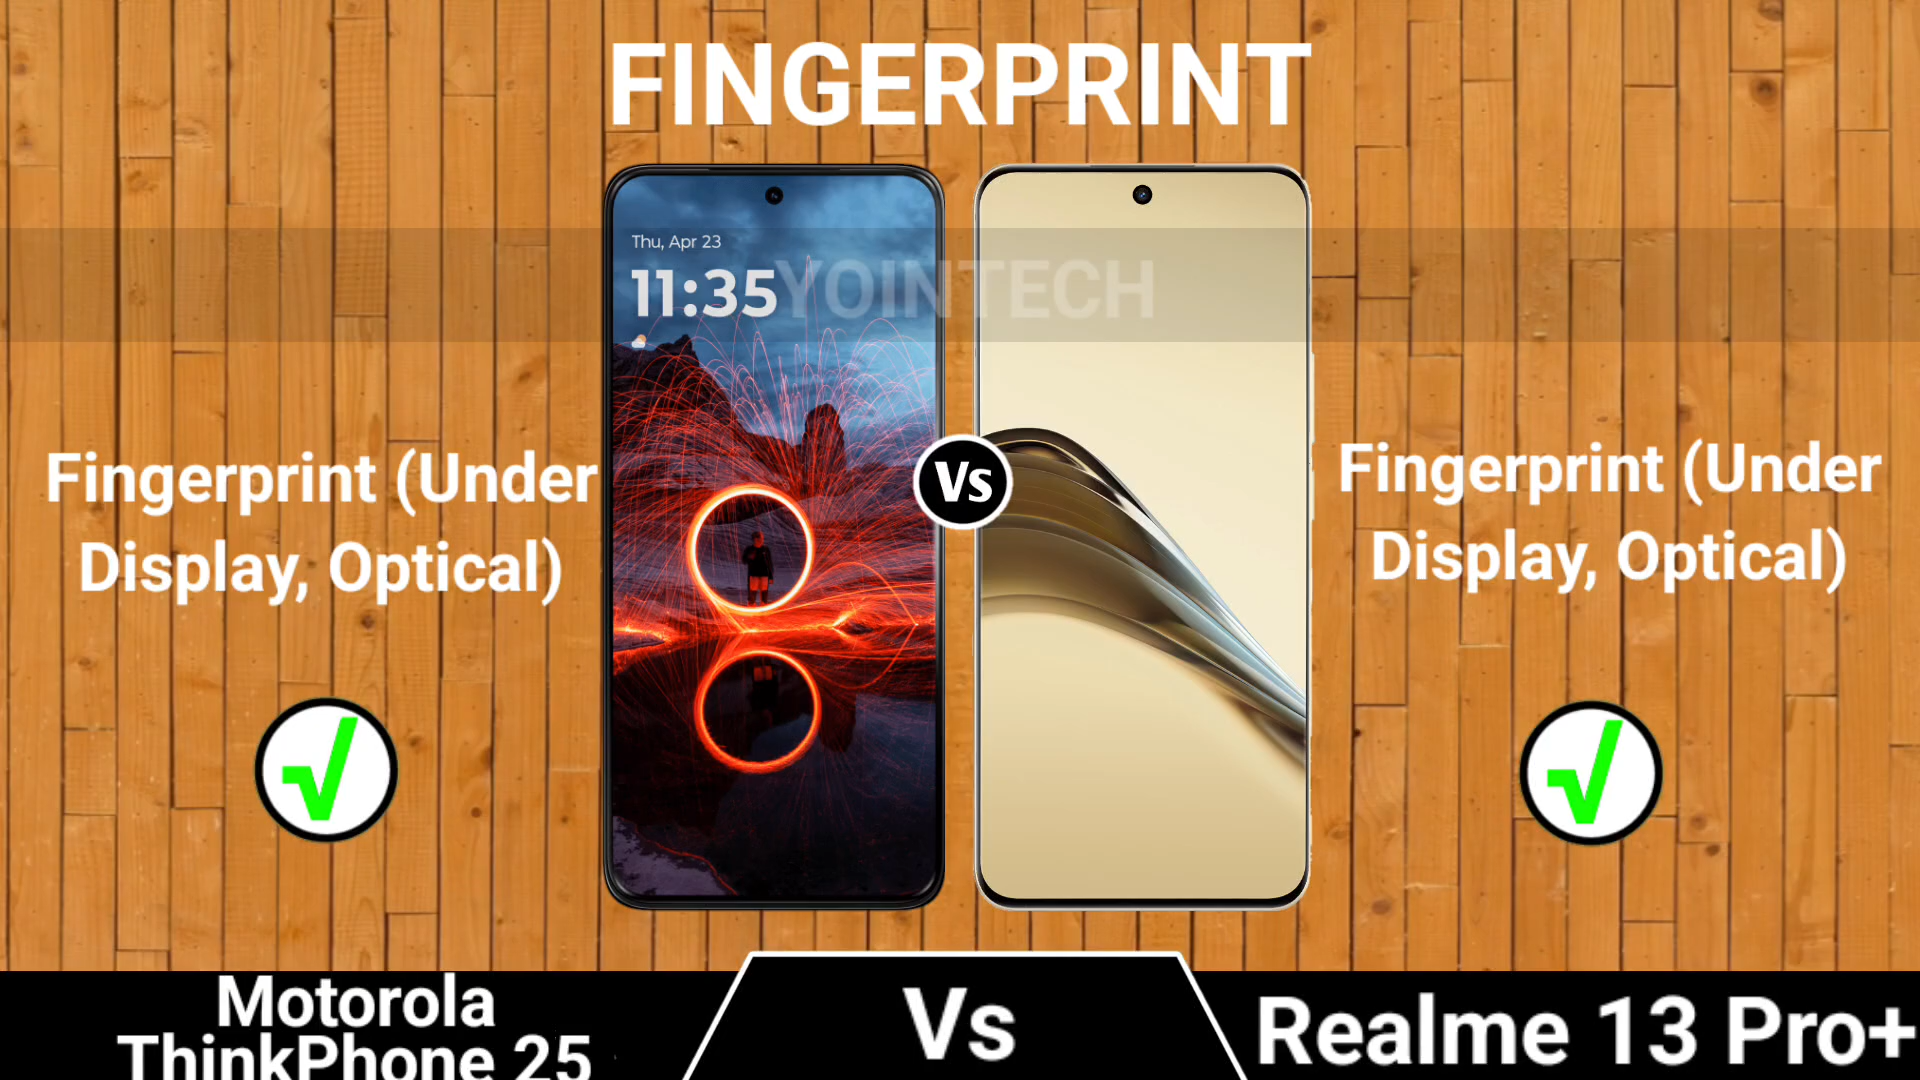 FINGERPRINT
Thu, Apr 23
11:35
YOINTECH
Fingerprint (Under
Display, Optical)
Vs
Fingerprint (Under
Display, Optical)
Motorola
ThinkPhone 25
Vs
Realme 13 Pro+